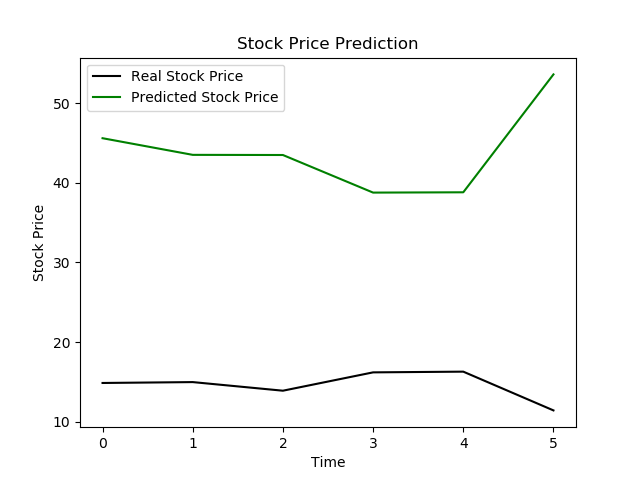 Stock Price Prediction
Real Stock Price
Predicted Stock Price
50
40
30
20
10
Stock Price
0 1 2 3 4 5
Time